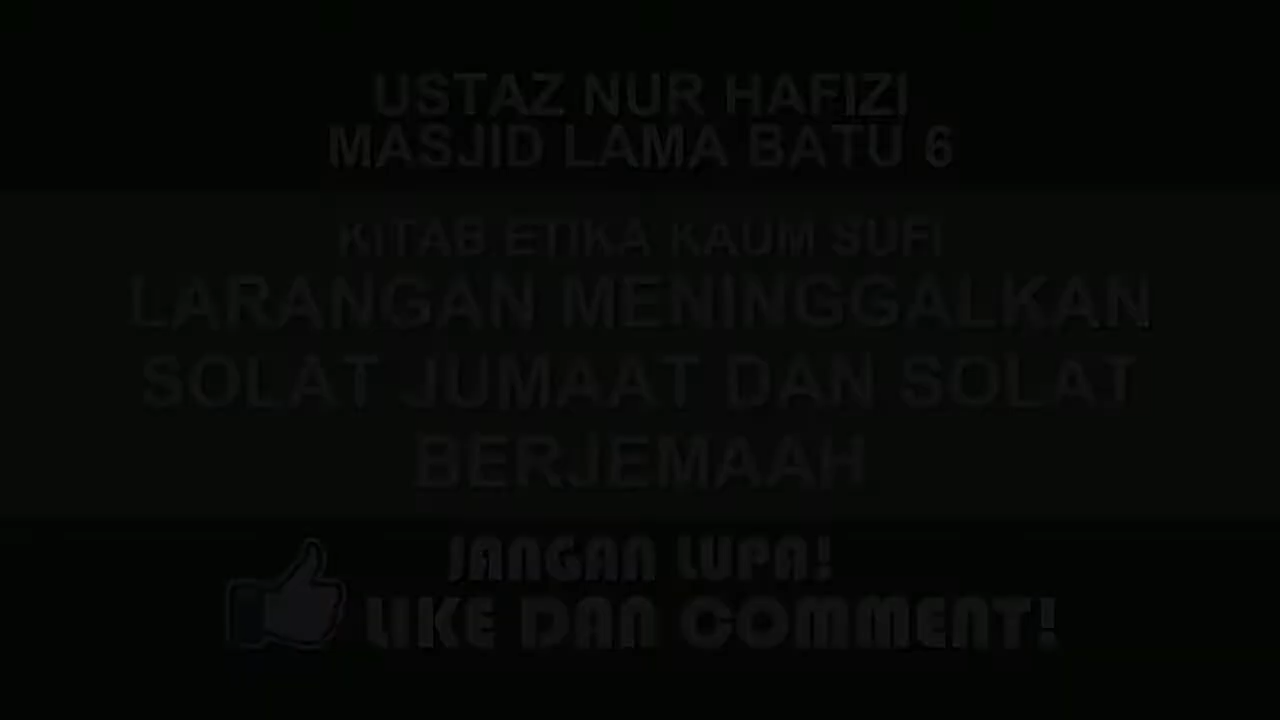 USTAZ NUR HAFIZI
MASJID LAMA BATU 6
KITAB ETIKA KAUM SUFI
LARANGAN MENINGGALKAN
SOLAT JUMAAT DAN SOLAT
BERJEMAAH
JANGAN LUPA!
LIKE DAN COMMENT!